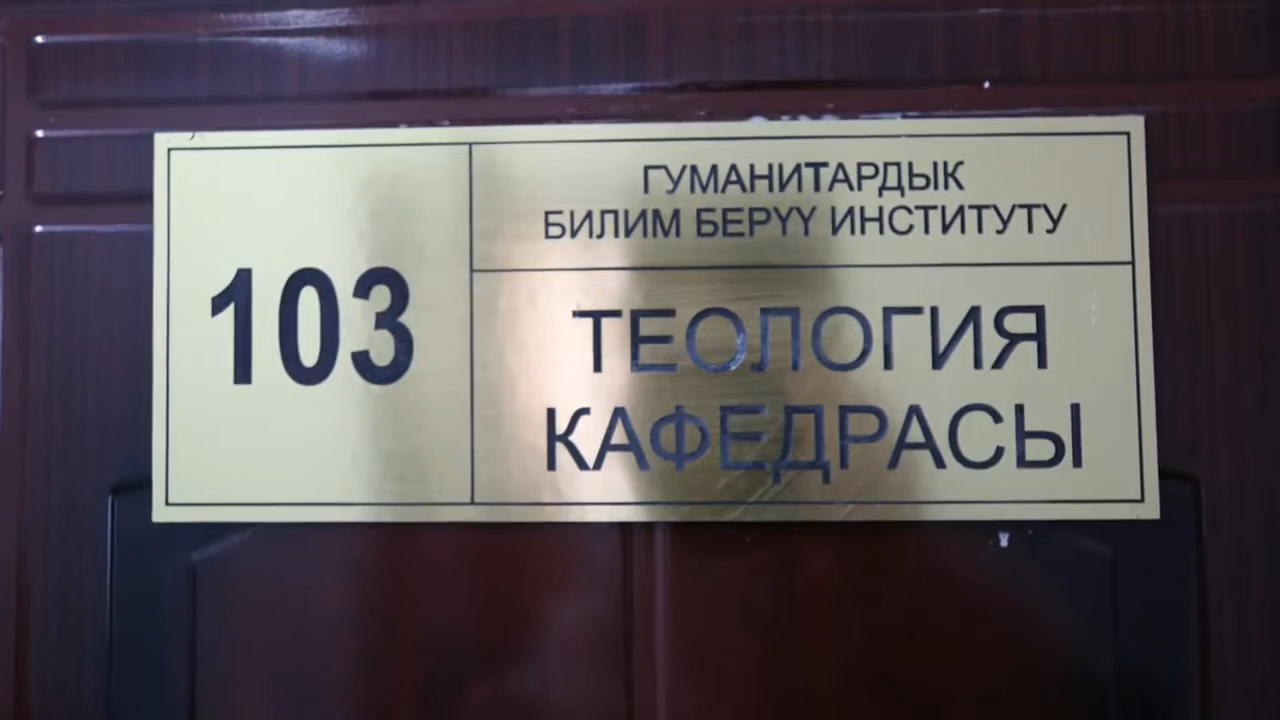 103
ГУМАНИТАРДЫК
БИЛИМ БЕРҮҮ ИНСТИТУТУ
ТЕОЛОГИЯ
КАФЕДРАСЫ